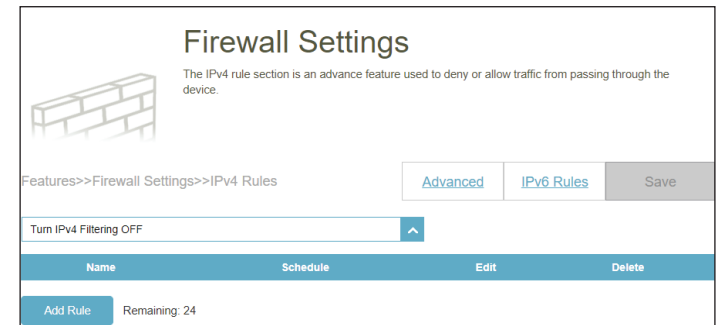 Firewall Settings
The IPv4 rule section is an advance feature used to deny or allow traffic from passing through the
device.
Features>>Firewall Settings>>IPv4 Rules
Advanced
IPv6 Rules
Save
Turn IPv4 Filtering OFF
Name Schedule Edit Delete
Add Rule Remaining: 24